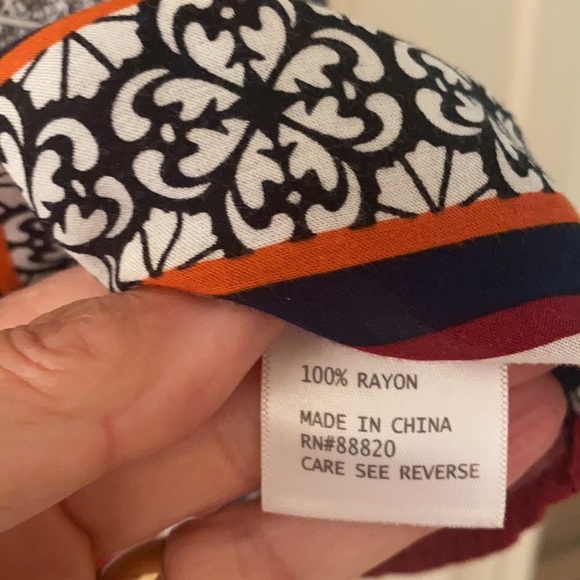 100% RAYON
MADE IN CHINA
RN#88820
CARE SEE REVERSE